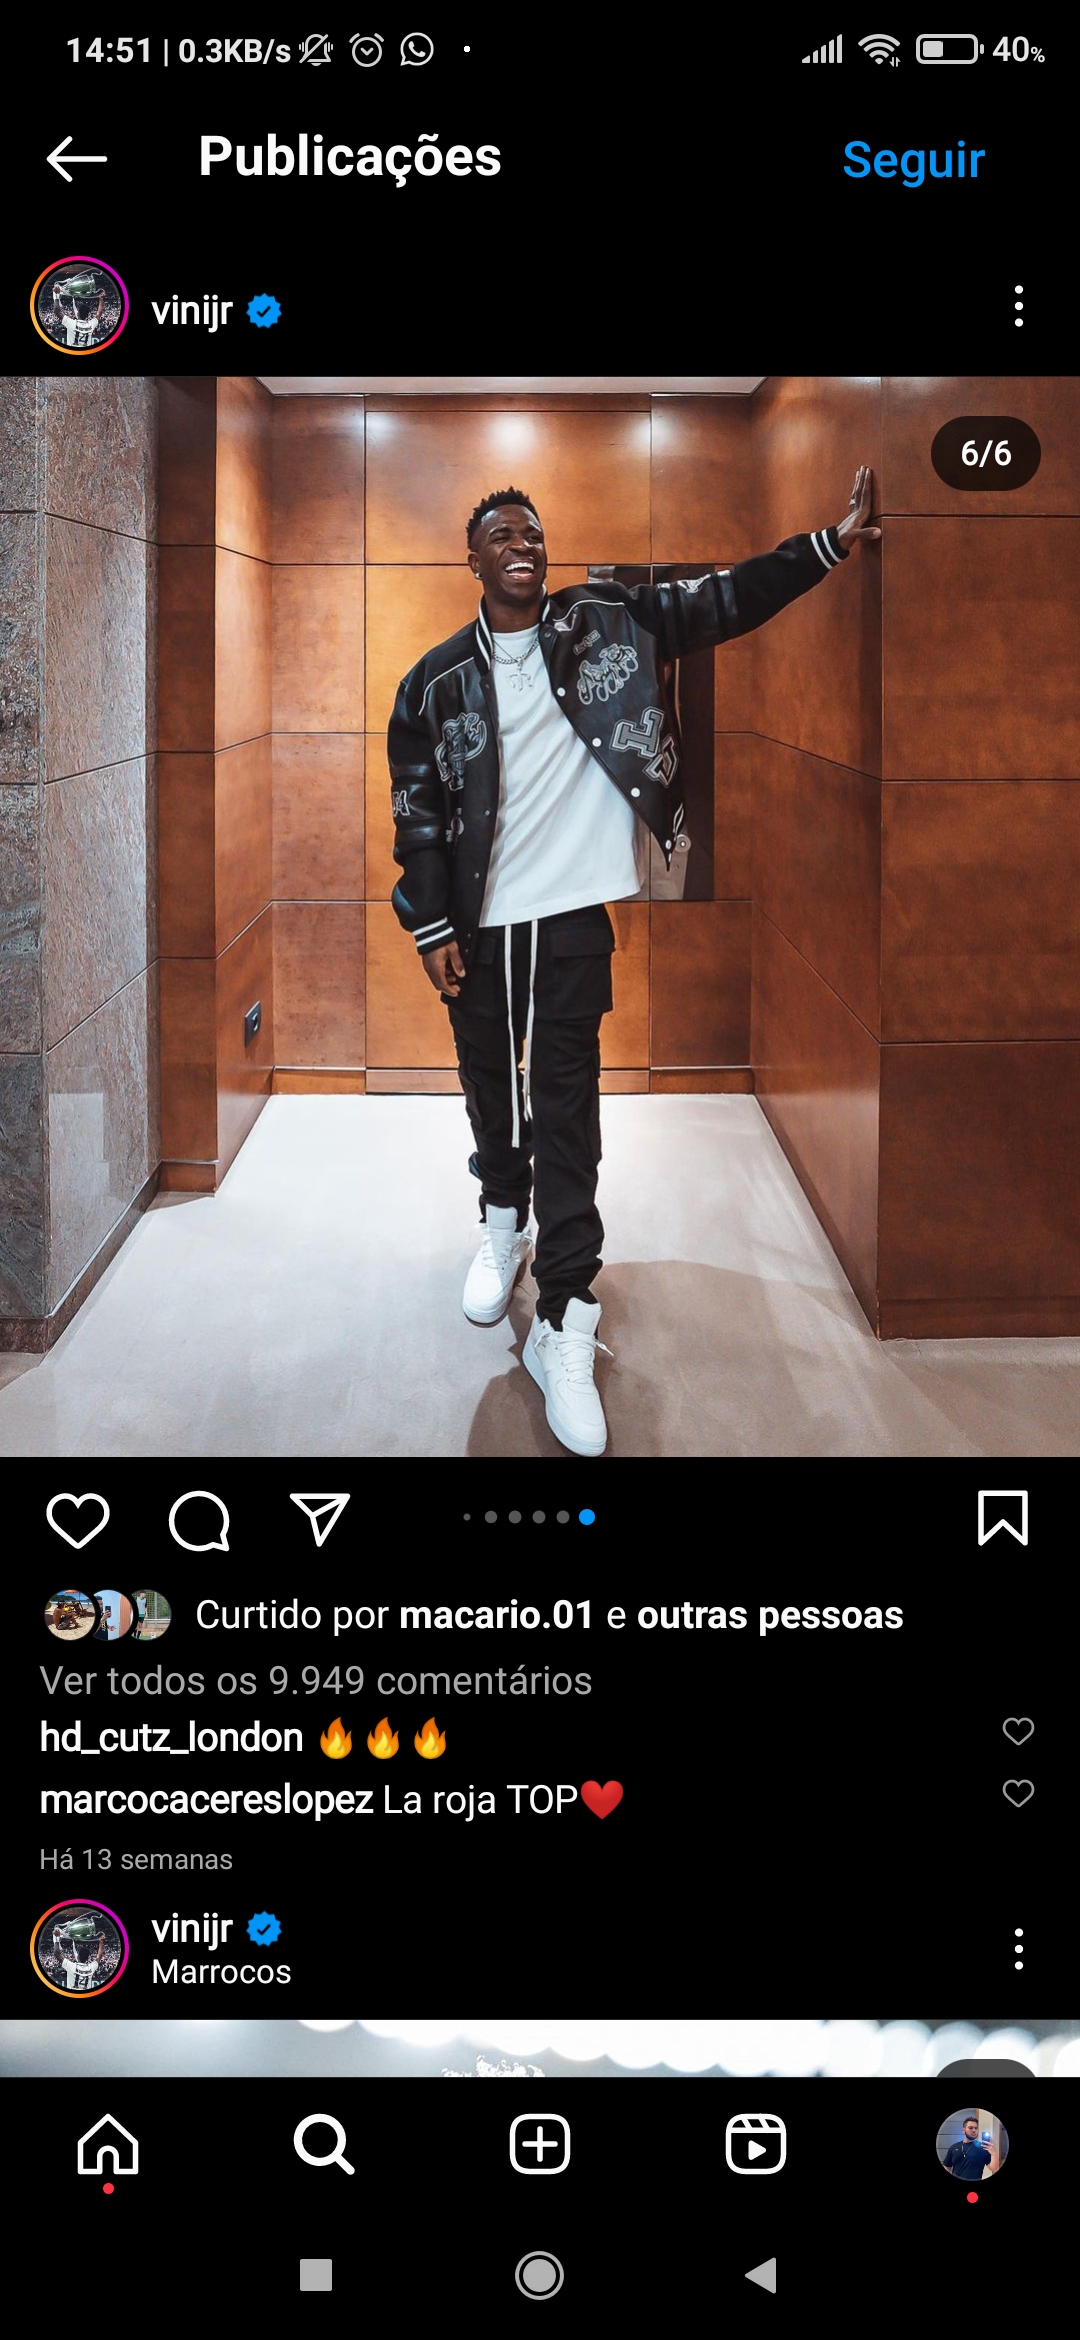 14:51 | 0.3KB/s
40%
Publicações
Seguir
vinijr
6/6
Curtido por macario.01 e outras pessoas
Ver todos os 9.949 comentários
hd_cutz_london 🔥🔥🔥
marcocacereslopez La roja TOP❤️
Há 13 semanas
vinijr
Marrocos